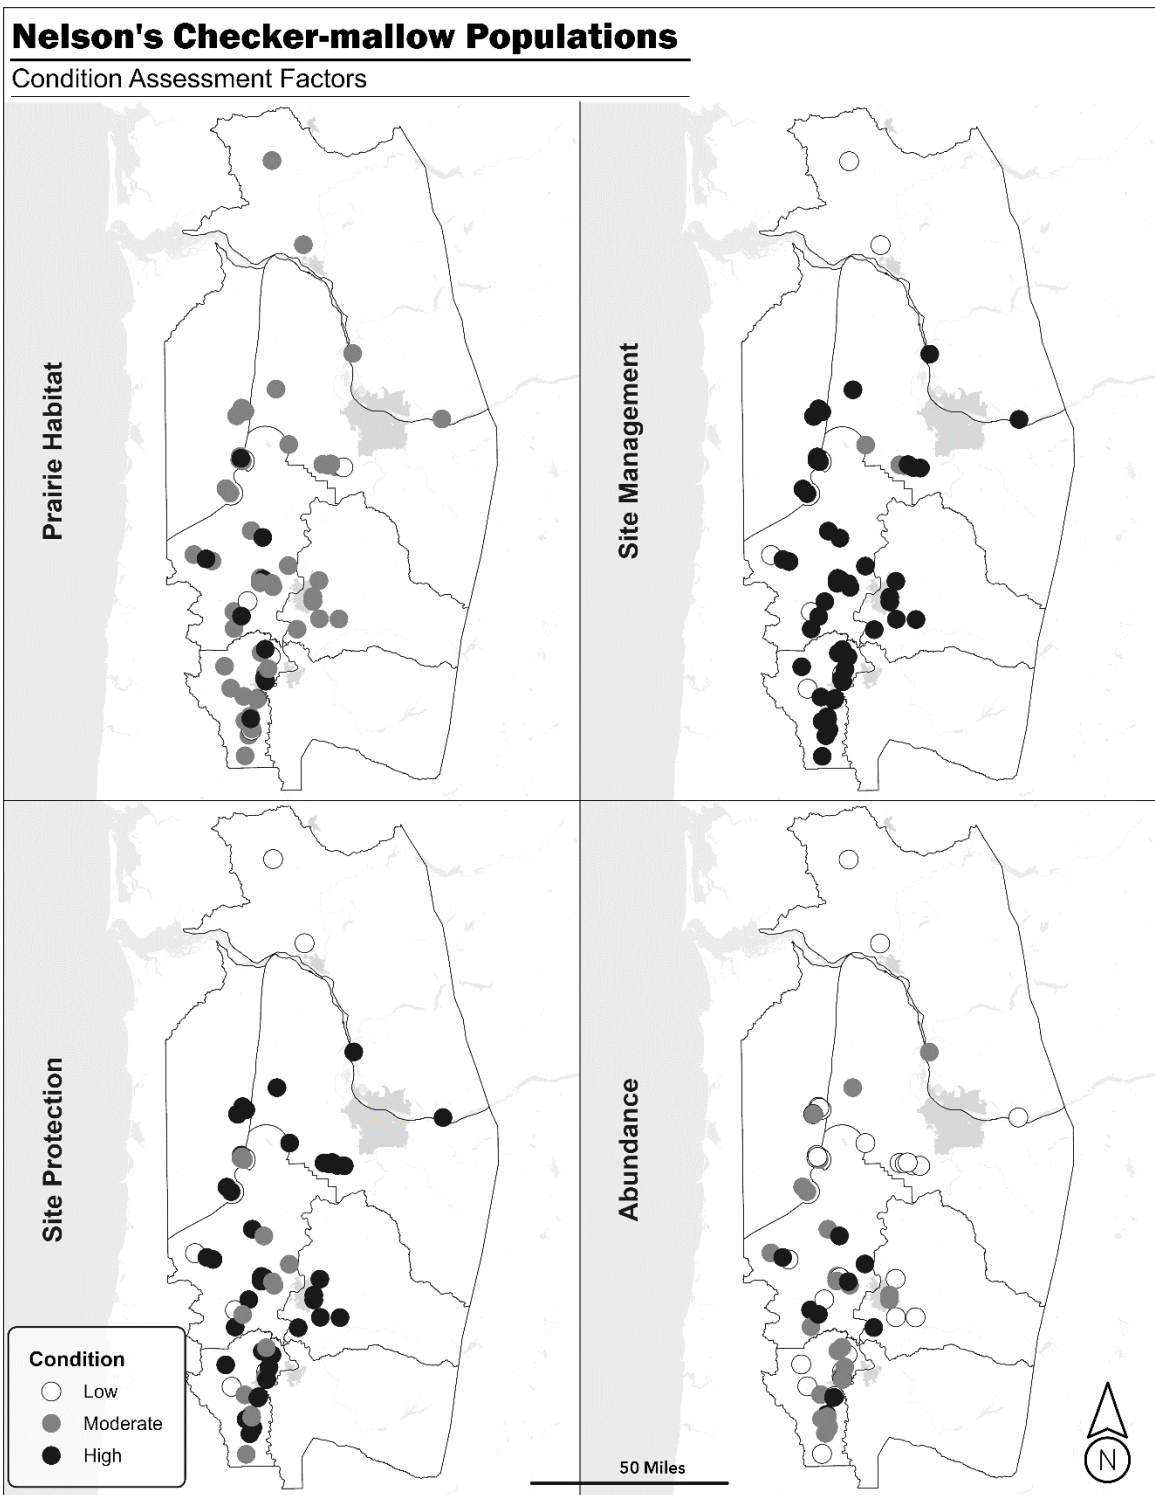 Nelson's Checker-mallow Populations
Condition Assessment Factors
Prairie Habitat
Site Management
Site Protection
Abundance
Condition
Low
Moderate
High
50 Miles
N